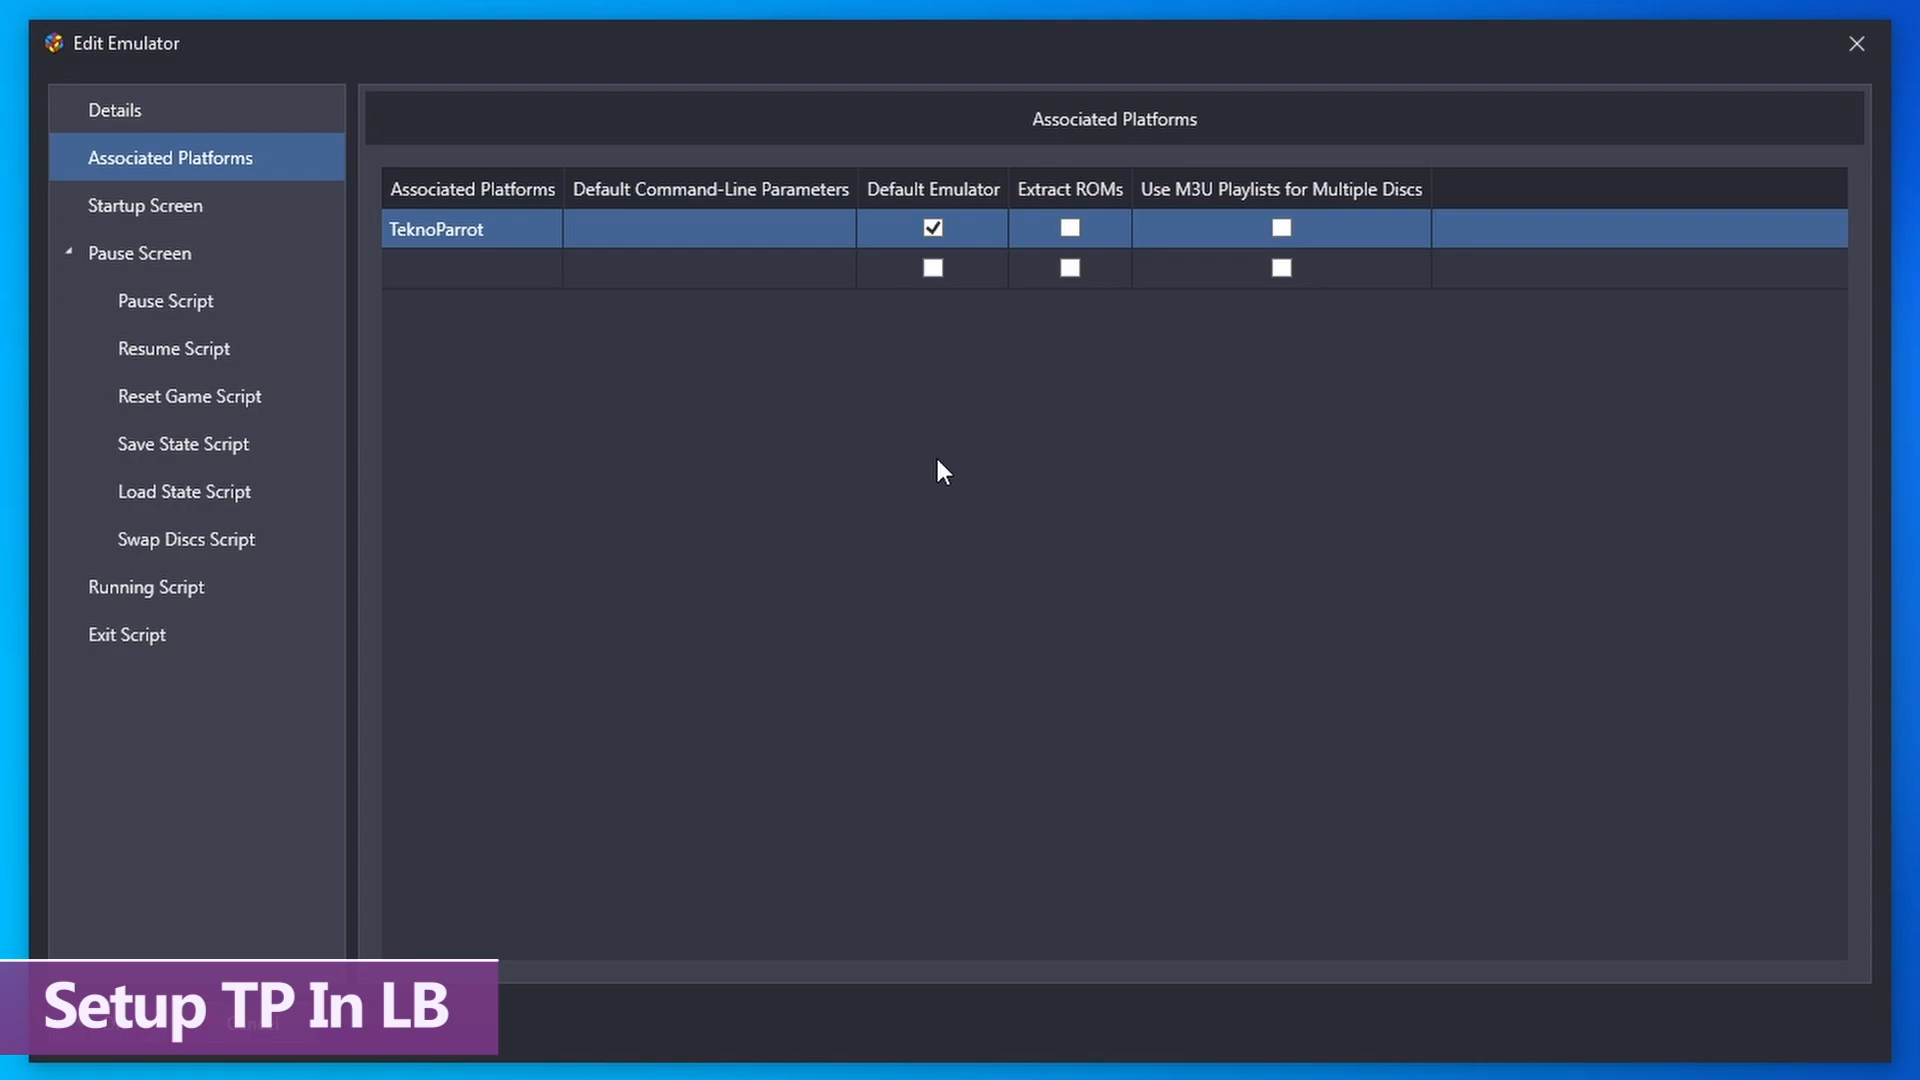 Edit Emulator
Details
Associated Platforms
Startup Screen
Pause Screen
Pause Script
Resume Script
Reset Game Script
Save State Script
Load State Script
Swap Discs Script
Running Script
Exit Script
Associated Platforms
Associated Platforms Default Command-Line Parameters Default Emulator Extract ROMs Use M3U Playlists for Multiple Discs
TeknoParrot
Setup TP In LB